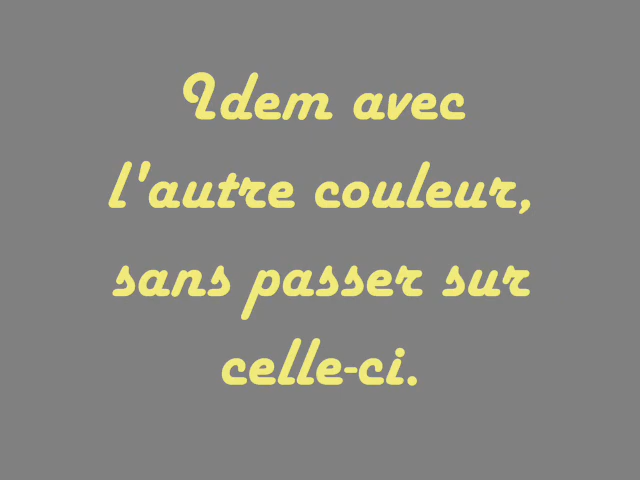 Idem avec
l'autre couleur,
sans passer sur
celle-ci.